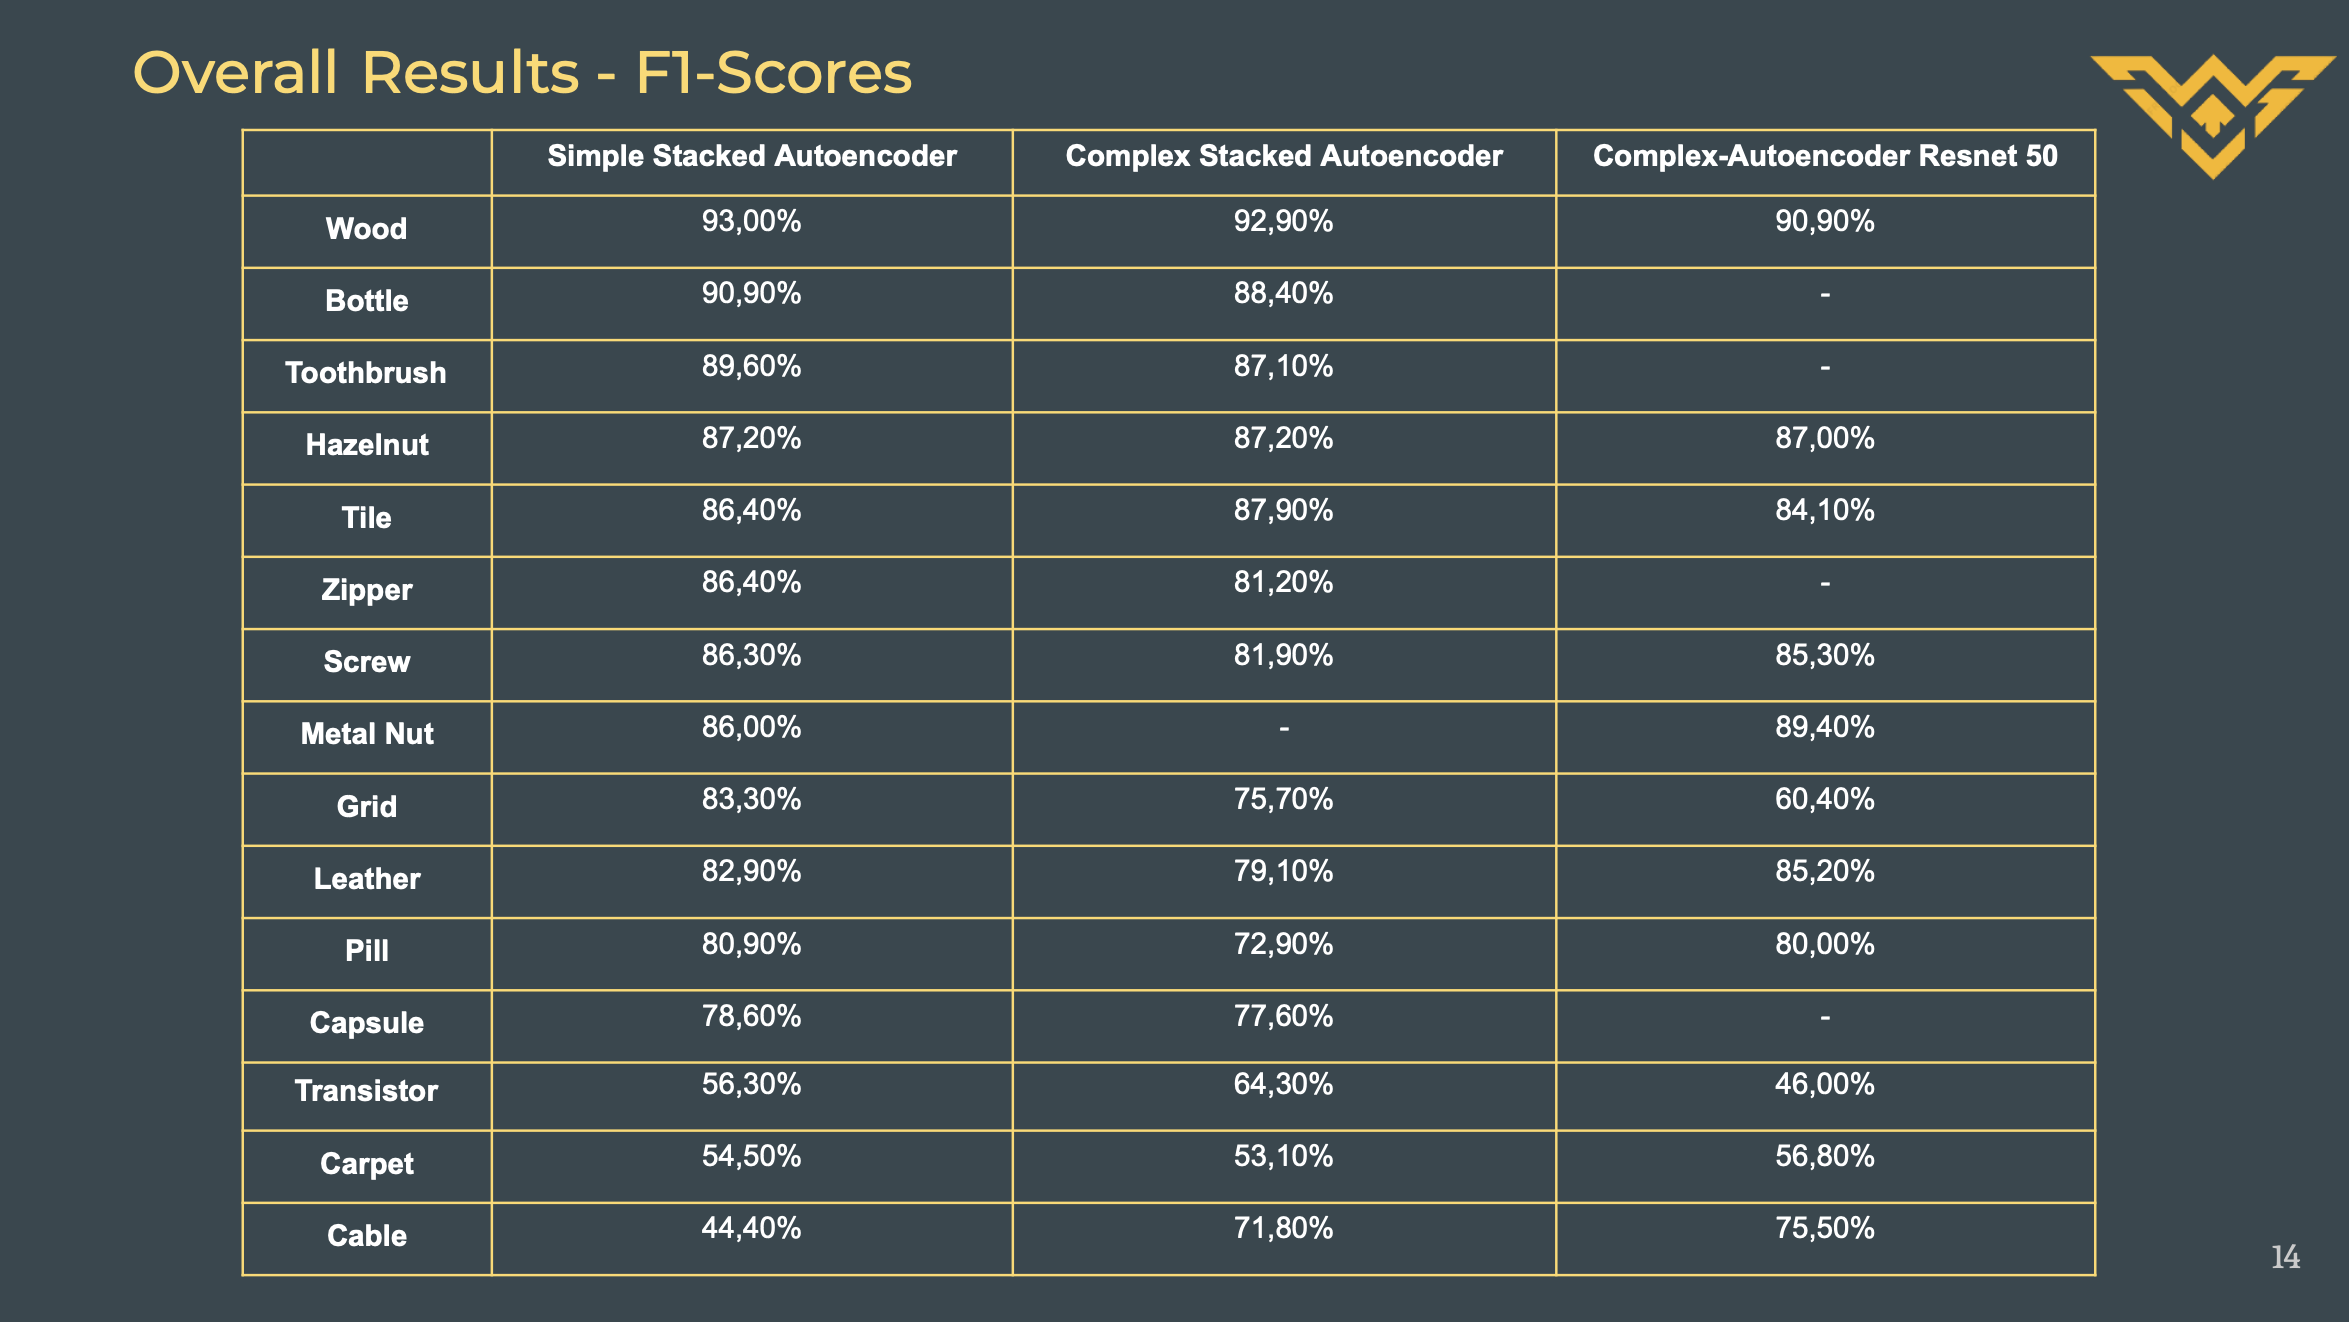 Overall Results - F1-Scores
Simple Stacked Autoencoder Complex Stacked Autoencoder Complex-Autoencoder Resnet 50
Wood 93,00% 92,90% 90,90%
Bottle 90,90% 88,40% -
Toothbrush 89,60% 87,10% -
Hazelnut 87,20% 87,20% 87,00%
Tile 86,40% 87,90% 84,10%
Zipper 86,40% 81,20% -
Screw 86,30% 81,90% 85,30%
Metal Nut 86,00% - 89,40%
Grid 83,30% 75,70% 60,40%
Leather 82,90% 79,10% 85,20%
Pill 80,90% 72,90% 80,00%
Capsule 78,60% 77,60% -
Transistor 56,30% 64,30% 46,00%
Carpet 54,50% 53,10% 56,80%
Cable 44,40% 71,80% 75,50%
14